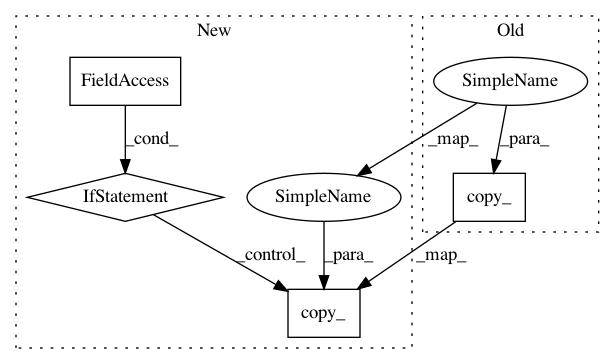 New
Old
FieldAccess
SimpleName
_cond_
_map_
_para_
IfStatement
SimpleName
copy_
_control_
_para_
_map_
copy_